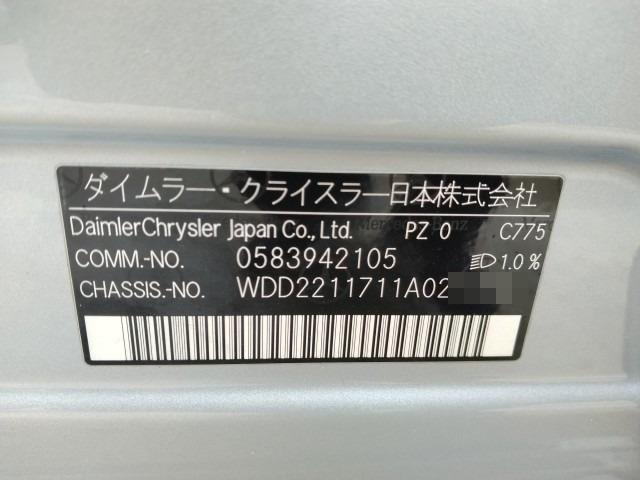 ダイムラー・クライスラー日本株式会社
DaimlerChrysler Japan Co., Ltd. PZ 0 C775
COMM.-NO. 0583942105 1.0 %
CHASSIS.-NO. WDD2211711A02